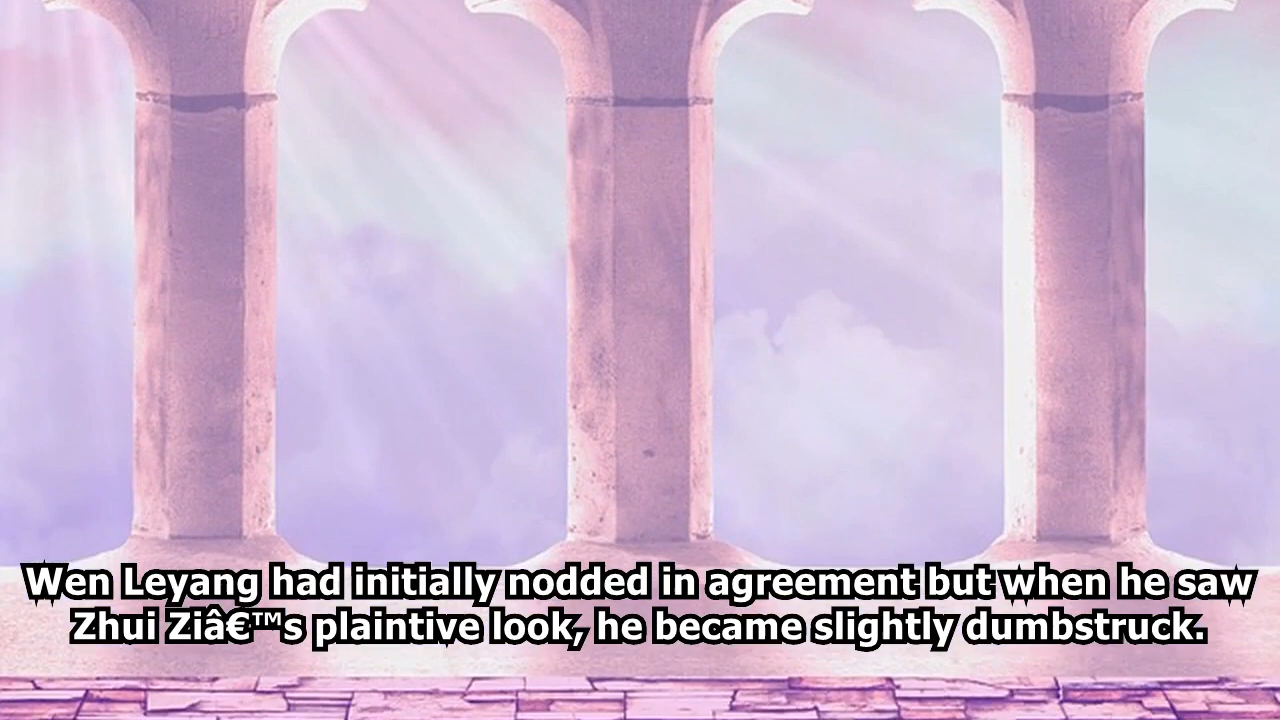 Wen Leyang had initially nodded in agreement but when he saw
Zhui Ziâ€™s plaintive look, he became slightly dumbstruck.